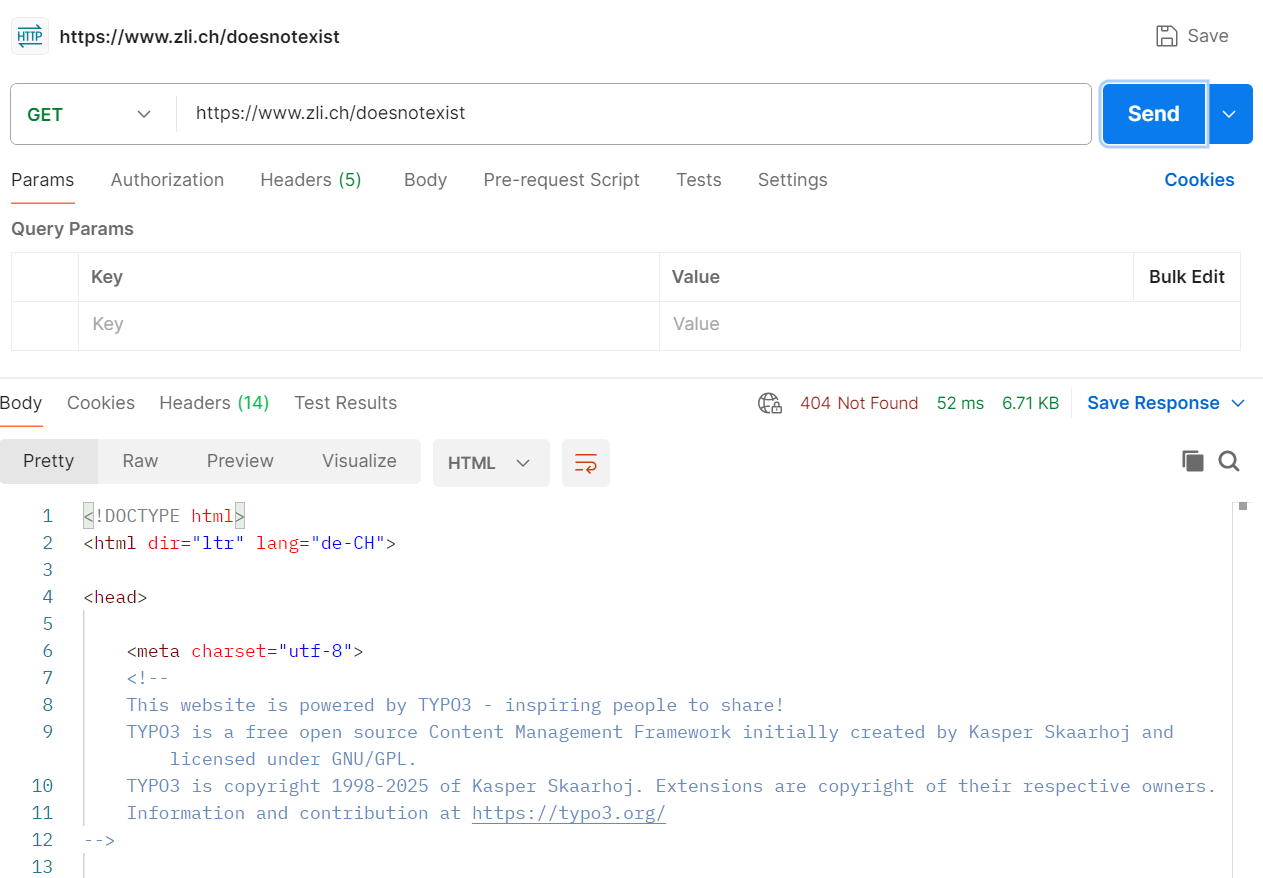 HTTP https://www.zli.ch/doesnotexist Save
GET https://www.zli.ch/doesnotexist Send
Params Authorization Headers (5) Body Pre-request Script Tests Settings Cookies
Query Params
Key Value Bulk Edit
Key Value
Body Cookies Headers (14) Test Results 404 Not Found 52 ms 6.71 KB Save Response
Pretty Raw Preview Visualize HTML
1 <!DOCTYPE html>
2 <html dir="ltr" lang="de-CH">
3
4 <head>
5
6 <meta charset="utf-8">
7 <!--
8 This website is powered by TYPO3 - inspiring people to share!
9 TYPO3 is a free open source Content Management Framework initially created by Kasper Skaarhoj and
licensed under GNU/GPL.
10 TYPO3 is copyright 1998-2025 of Kasper Skaarhoj. Extensions are copyright of their respective owners.
11 Information and contribution at https://typo3.org/
12 -->
13